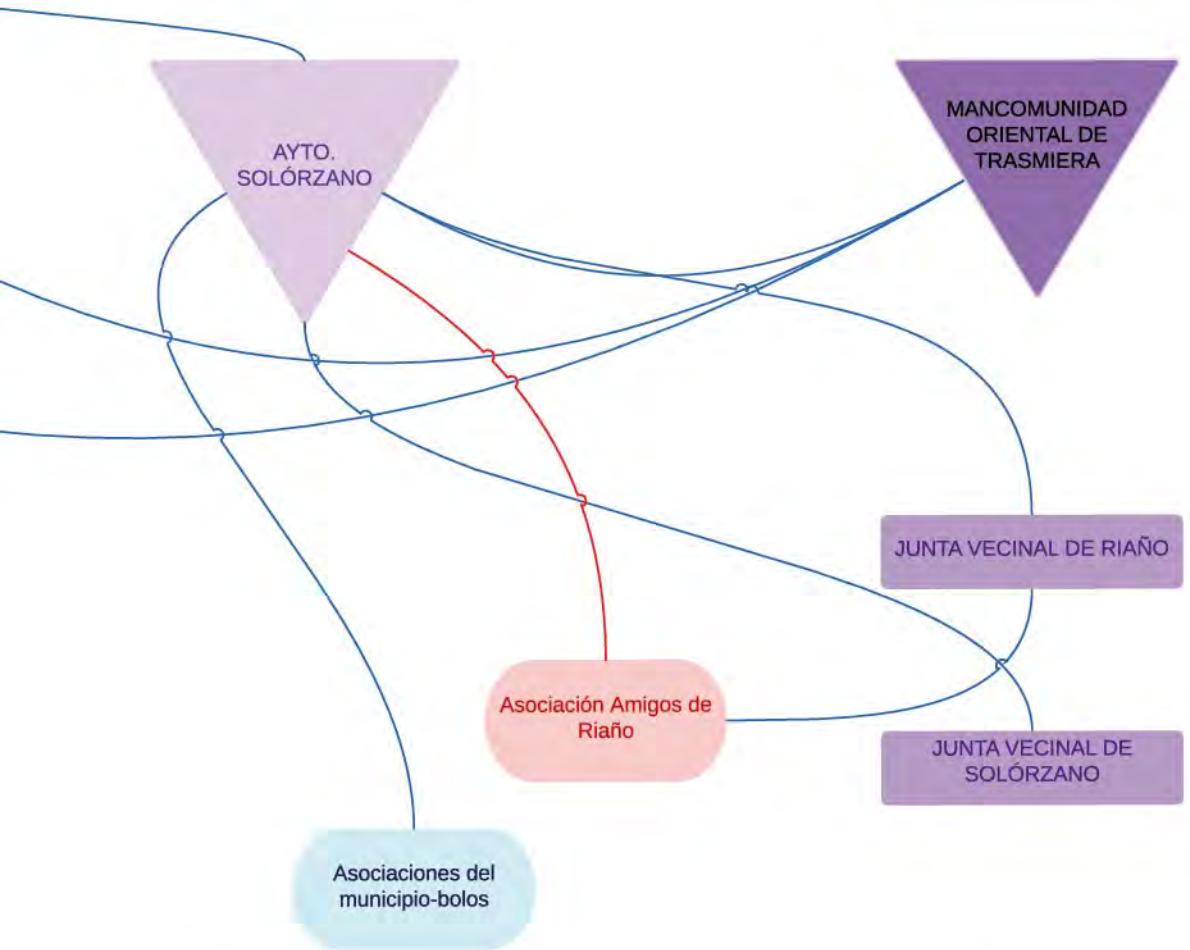 AYTO.
SOLÓRZANO
MANCOMUNIDAD
ORIENTAL DE
TRASMIERA
JUNTA VECINAL DE RIAÑO
Asociación Amigos de
Riaño
JUNTA VECINAL DE
SOLÓRZANO
Asociaciones del
municipio-bolos